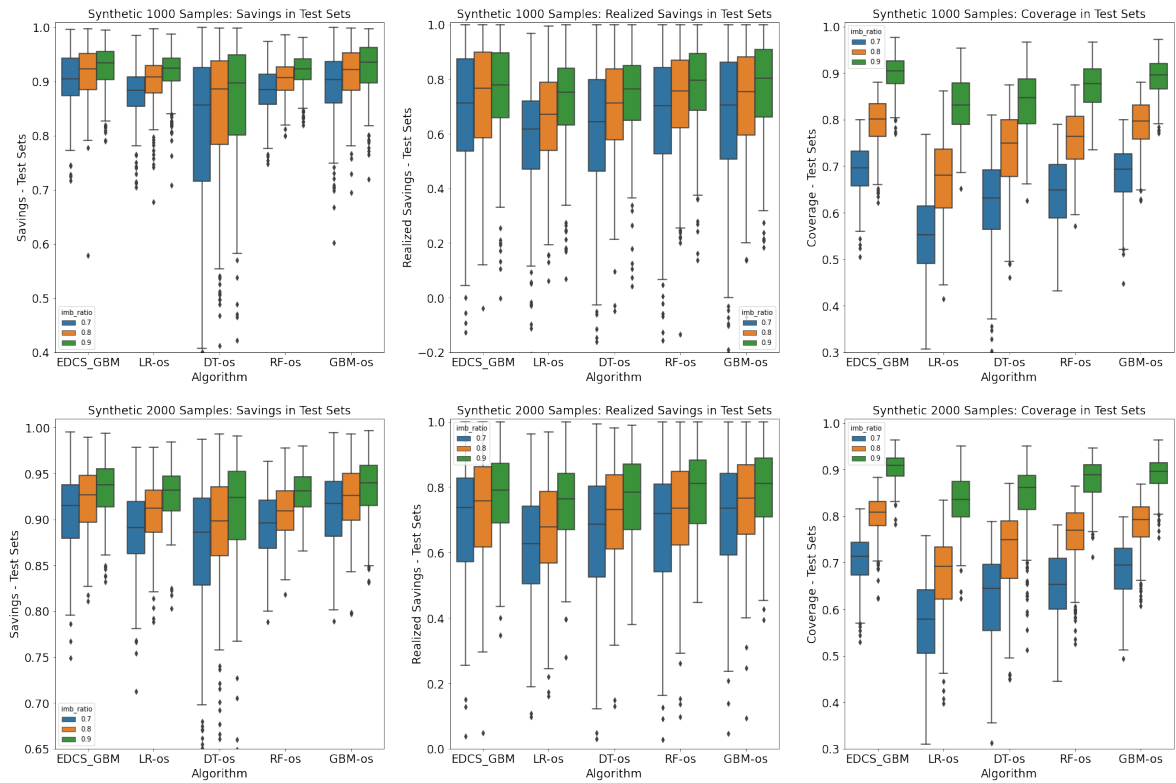 Synthetic 1000 Samples: Savings in Test Sets
1.0
0.9
0.8
0.7
0.6
0.5
0.4
Savings - Test Sets
imb_ratio
0.7
0.8
0.9
EDCS_GBM LR-os DT-os RF-os GBM-os
Algorithm
Synthetic 1000 Samples: Realized Savings in Test Sets
1.0
0.8
0.6
0.4
0.2
0.0
−0.2
Realized Savings - Test Sets
imb_ratio
0.7
0.8
0.9
EDCS_GBM LR-os DT-os RF-os GBM-os
Algorithm
Synthetic 1000 Samples: Coverage in Test Sets
1.0
0.9
0.8
0.7
0.6
0.5
0.4
0.3
Coverage - Test Sets
imb_ratio
0.7
0.8
0.9
EDCS_GBM LR-os DT-os RF-os GBM-os
Algorithm
Synthetic 2000 Samples: Savings in Test Sets
1.00
0.95
0.90
0.85
0.80
0.75
0.70
0.65
Savings - Test Sets
imb_ratio
0.7
0.8
0.9
EDCS_GBM LR-os DT-os RF-os GBM-os
Algorithm
Synthetic 2000 Samples: Realized Savings in Test Sets
1.0
0.8
0.6
0.4
0.2
0.0
Realized Savings - Test Sets
imb_ratio
0.7
0.8
0.9
EDCS_GBM LR-os DT-os RF-os GBM-os
Algorithm
Synthetic 2000 Samples: Coverage in Test Sets
1.0
0.9
0.8
0.7
0.6
0.5
0.4
0.3
Coverage - Test Sets
imb_ratio
0.7
0.8
0.9
EDCS_GBM LR-os DT-os RF-os GBM-os
Algorithm